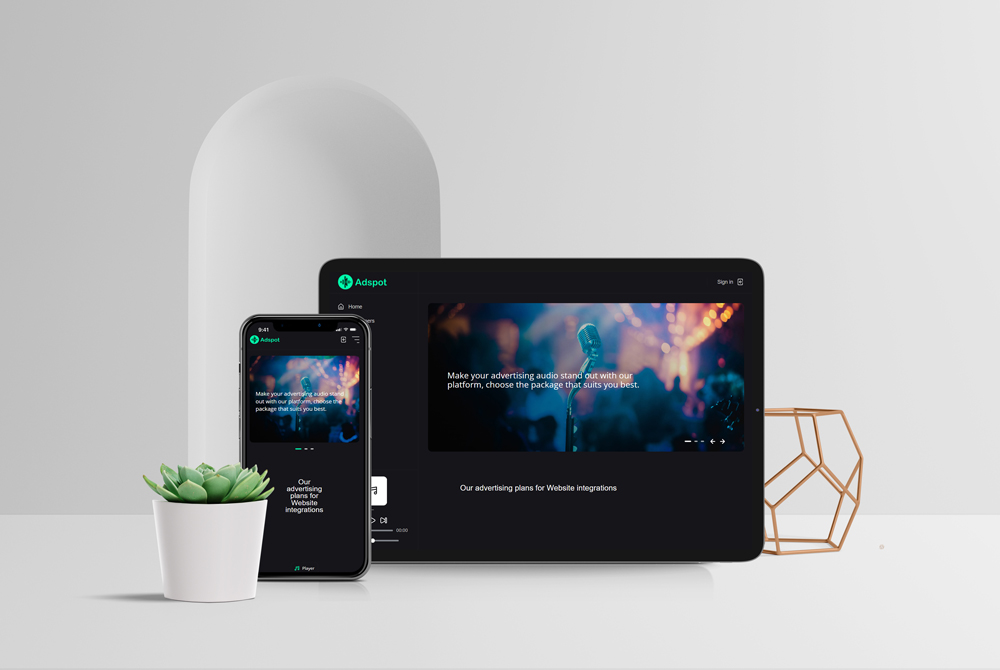 Adspot
Sign in
Home
Make your advertising audio stand out with our
platform, choose the package that suits you best.
Our advertising plans for Website integrations
00:00
9:41
Adspot
Make your advertising audio stand
out with our platform, choose the
package that suits you best.
Our
advertising
plans for
Website
integrations
Player